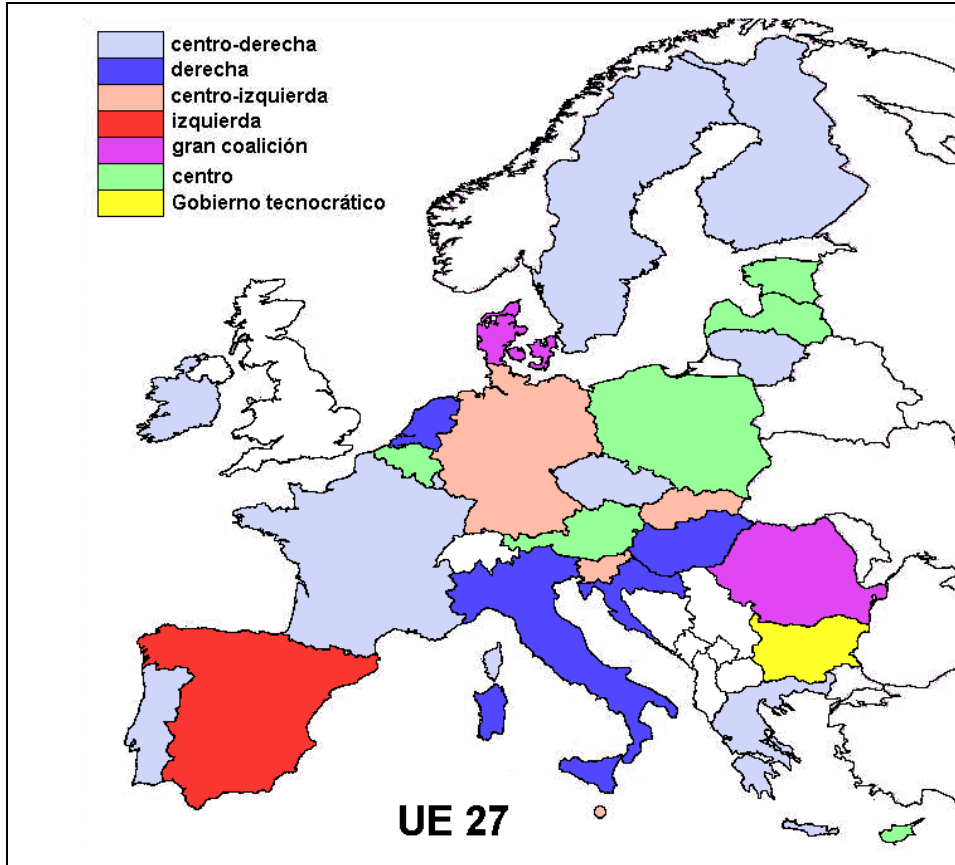 centro-derecha
derecha
centro-izquierda
izquierda
gran coalición
centro
Gobierno tecnocrático
UE 27